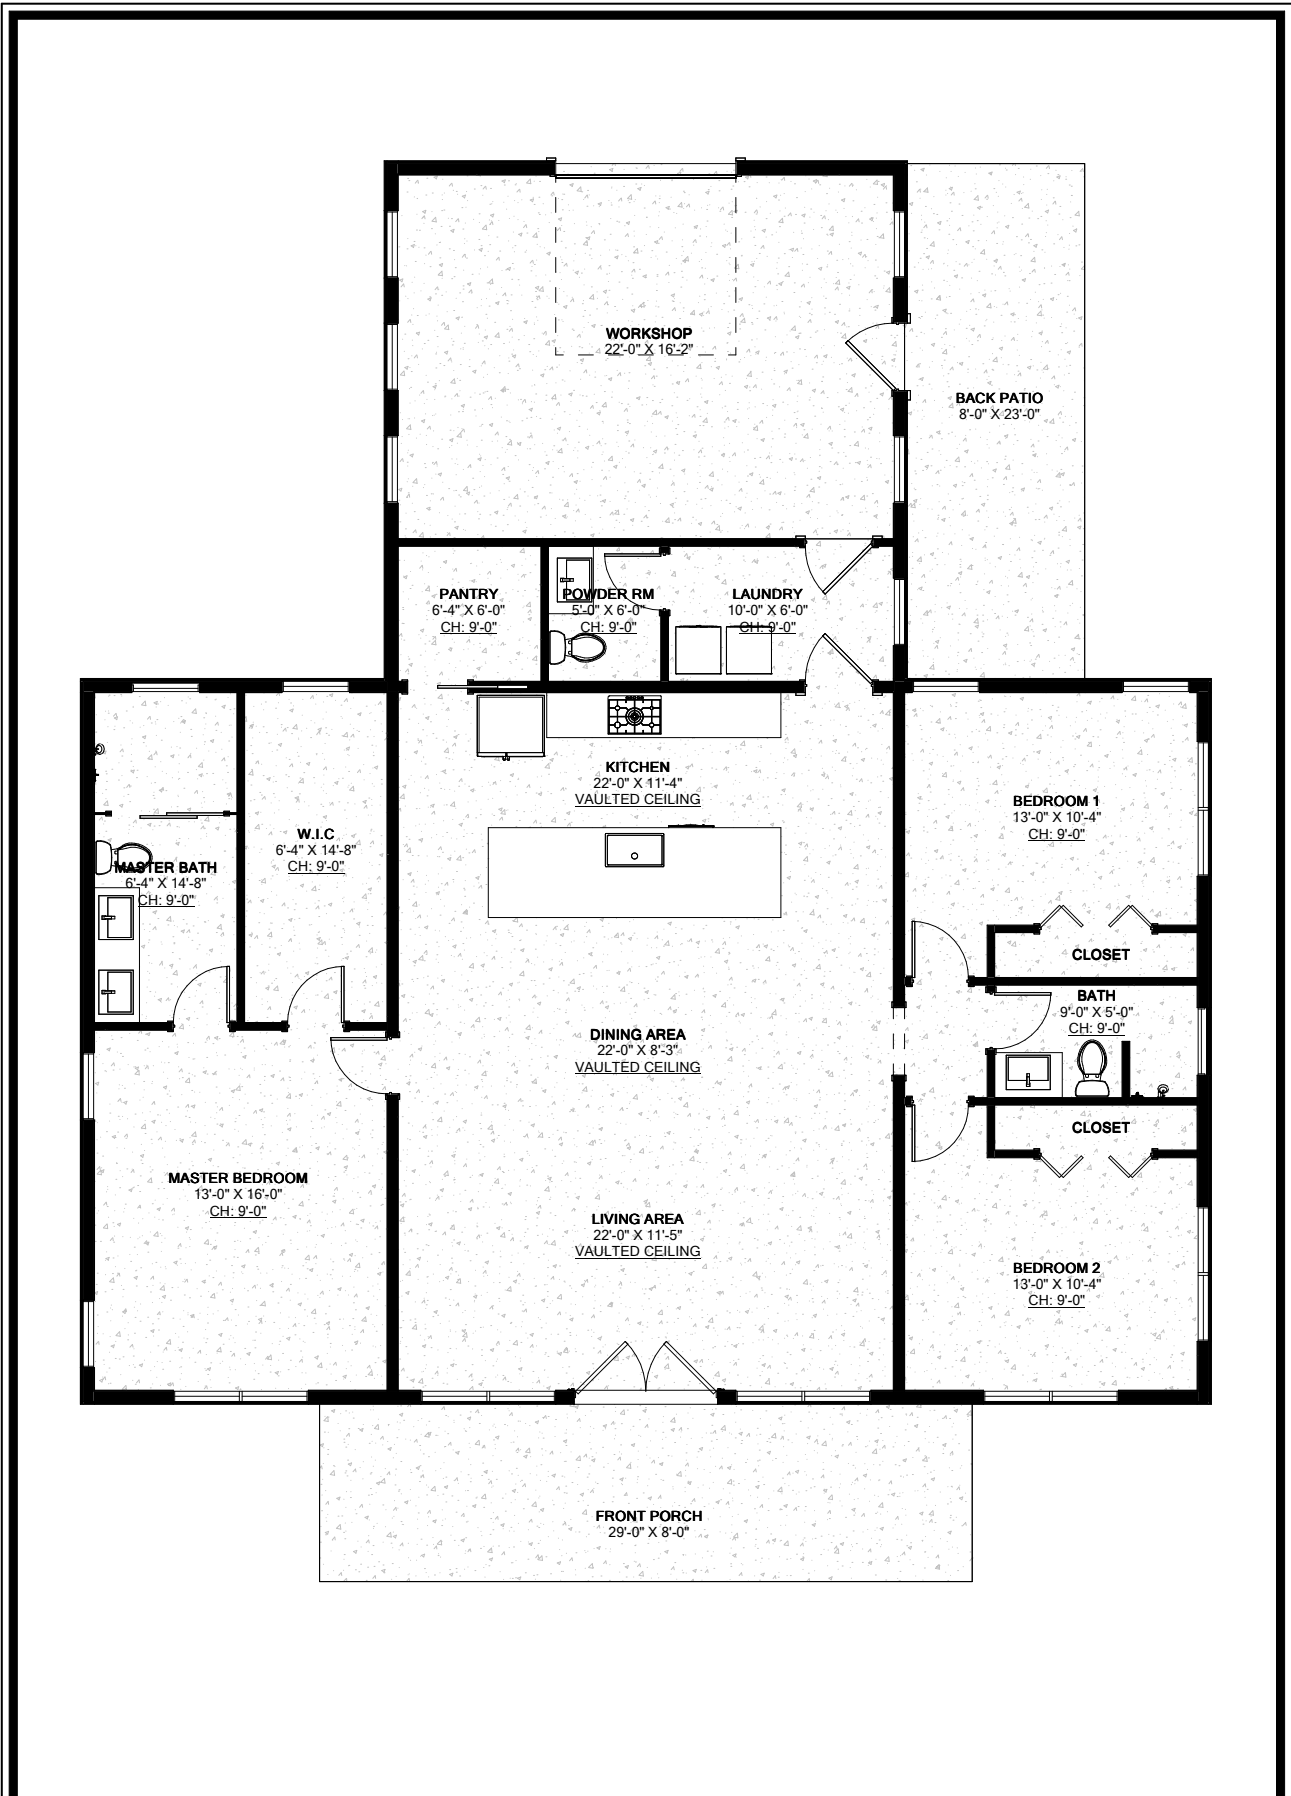 WORKSHOP
22'-0" X 16'-2"
BACK PATIO
8'-0" X 23'-0"
PANTRY
6'-4" X 6'-0"
CH: 9'-0"
POWDER RM
5'-0" X 6'-0"
CH: 9'-0"
LAUNDRY
10'-0" X 6'-0"
CH: 9'-0"
KITCHEN
22'-0" X 11'-4"
VAULTED CEILING
BEDROOM 1
13'-0" X 10'-4"
CH: 9'-0"
W.I.C
6'-4" X 14'-8"
CH: 9'-0"
MASTER BATH
6'-4" X 14'-8"
CH: 9'-0"
CLOSET
BATH
9'-0" X 5'-0"
CH: 9'-0"
DINING AREA
22'-0" X 8'-3"
VAULTED CEILING
CLOSET
MASTER BEDROOM
13'-0" X 16'-0"
CH: 9'-0"
LIVING AREA
22'-0" X 11'-5"
VAULTED CEILING
BEDROOM 2
13'-0" X 10'-4"
CH: 9'-0"
FRONT PORCH
29'-0" X 8'-0"